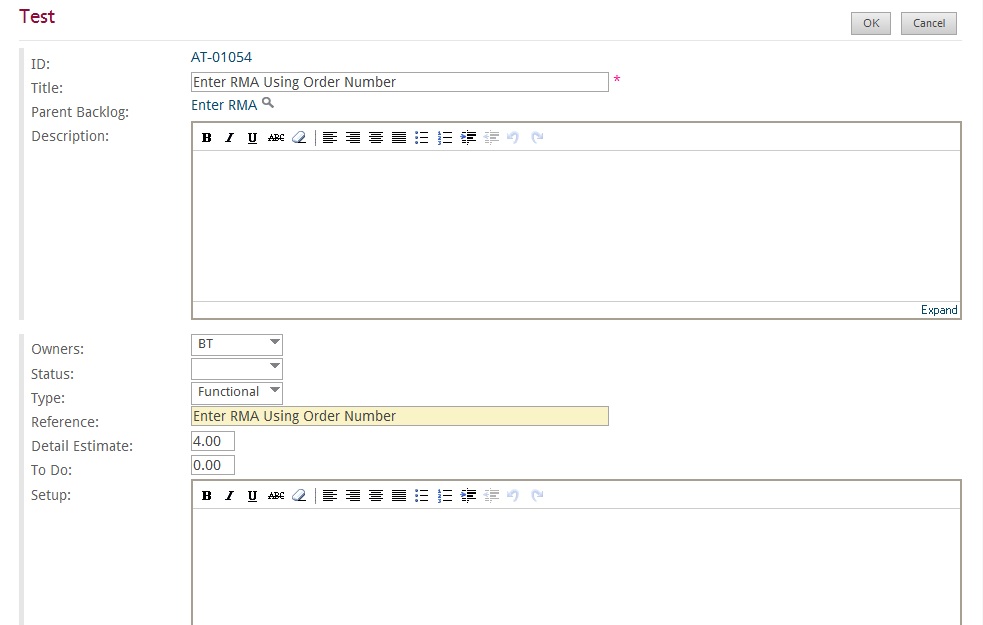 Test
OK
Cancel
ID:
AT-01054
Title:
Enter RMA Using Order Number
*
Parent Backlog:
Enter RMA
Description:
B I U ABC
Expand
Owners:
BT
Status:
Type:
Functional
Reference:
Enter RMA Using Order Number
Detail Estimate:
4.00
To Do:
0.00
Setup:
B I U ABC